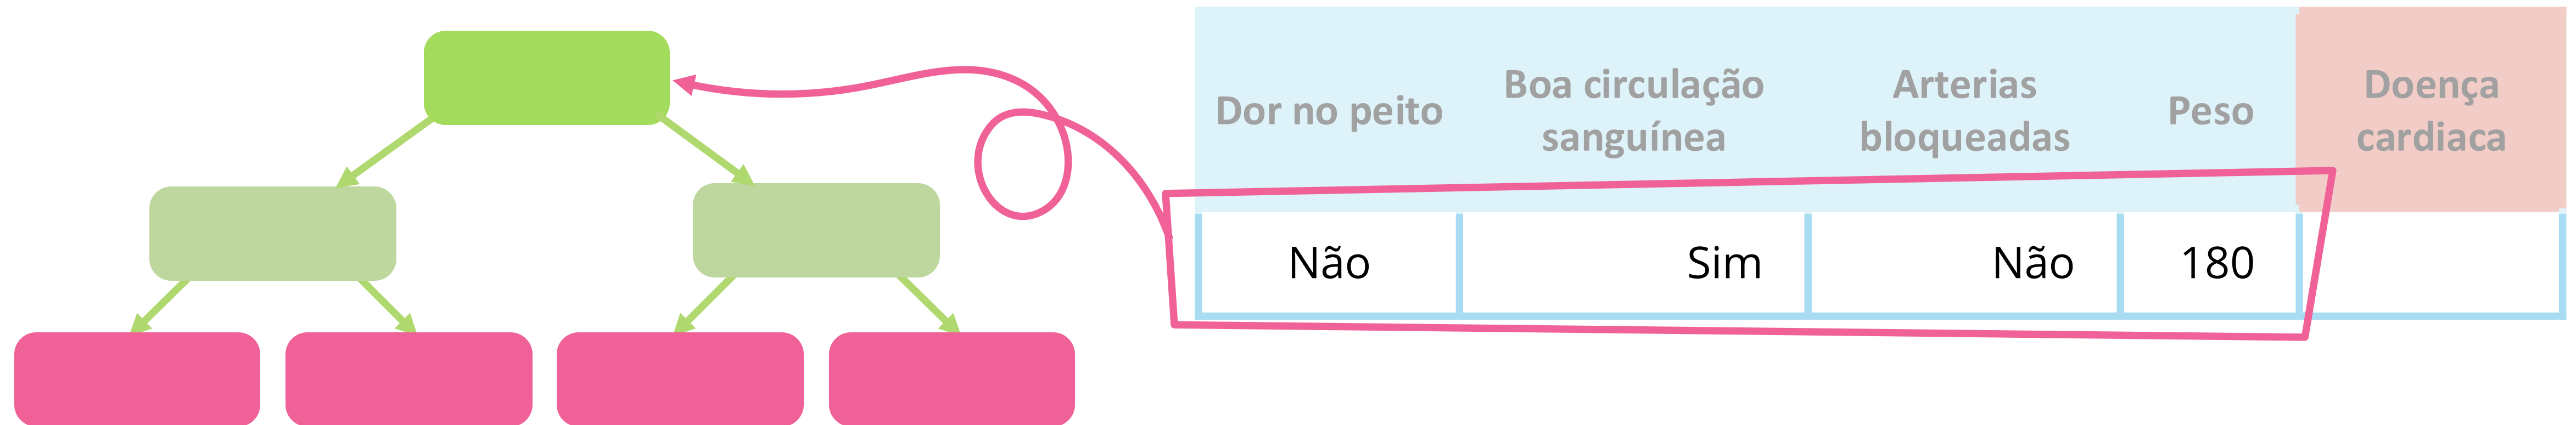 Dor no peito
Boa circulação
sanguínea
Arterias
bloqueadas
Peso
Doença
cardiaca
Não
Sim
Não
180